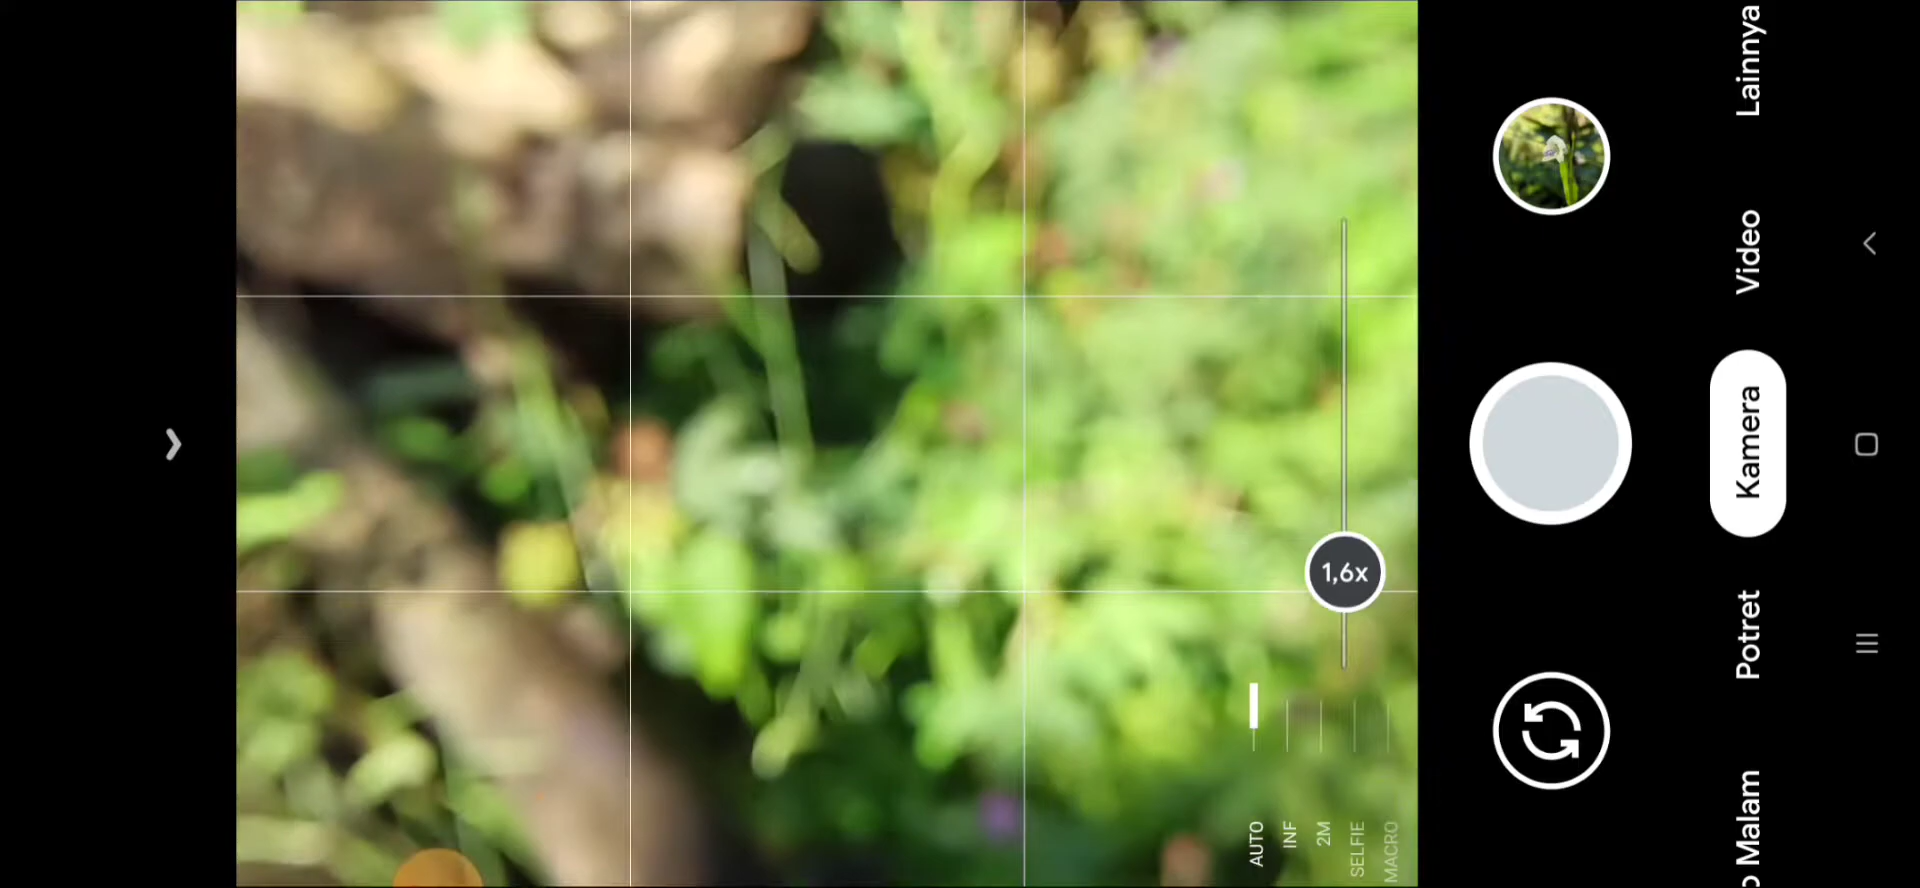 Lainnya
Video
Kamera
Potret
Malam
1,6x
AUTO
INF
2M
SELFIE
MACRO